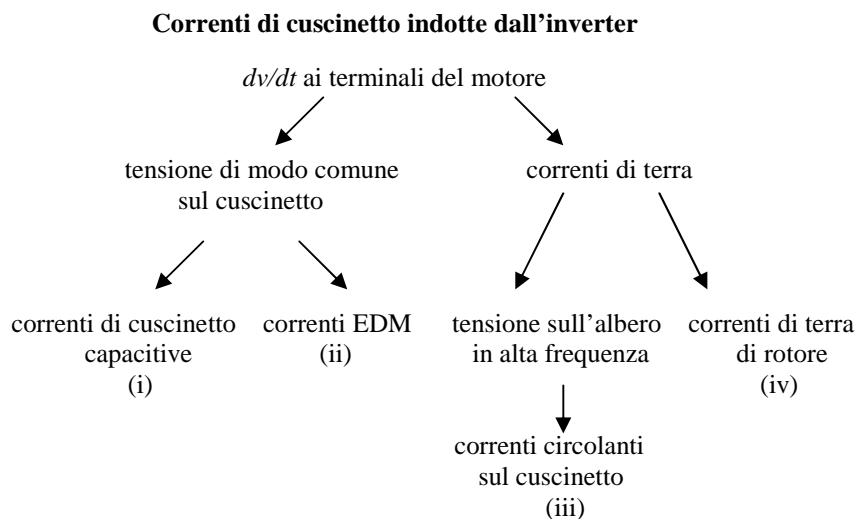 Correnti di cuscinetto indotte dall'inverter
dv/dt ai terminali del motore
tensione di modo comune
sul cuscinetto
correnti di terra
correnti di cuscinetto
capacitive
(i)
correnti EDM
(ii)
tensione sull'albero
in alta frequenza
correnti di terra
di rotore
(iv)
correnti circolanti
sul cuscinetto
(iii)